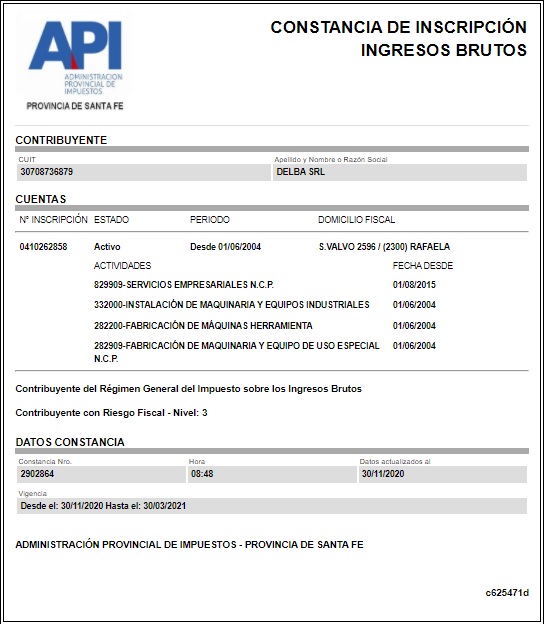 CONSTANCIA DE INSCRIPCIÓN
INGRESOS BRUTOS
API
ADMINISTRACION
PROVINCIAL DE
IMPUESTOS
PROVINCIA DE SANTA FE
CONTRIBUYENTE
CUIT Apellido y Nombre o Razón Social
30708736879 DELBA SRL
CUENTAS
Nº INSCRIPCIÓN ESTADO PERIODO DOMICILIO FISCAL
0410262858 Activo Desde 01/06/2004 S.VALVO 2596 / (2300) RAFAELA
ACTIVIDADES FECHA DESDE
829909-SERVICIOS EMPRESARIALES N.C.P. 01/08/2015
332000-INSTALACIÓN DE MAQUINARIA Y EQUIPOS INDUSTRIALES 01/06/2004
282200-FABRICACIÓN DE MÁQUINAS HERRAMIENTA 01/06/2004
282909-FABRICACIÓN DE MAQUINARIA Y EQUIPO DE USO ESPECIAL 01/06/2004
N.C.P.
Contribuyente del Régimen General del Impuesto sobre los Ingresos Brutos
Contribuyente con Riesgo Fiscal - Nivel: 3
DATOS CONSTANCIA
Constancia Nro. Hora Datos actualizados al
2902864 08:48 30/11/2020
Vigencia
Desde el: 30/11/2020 Hasta el: 30/03/2021
ADMINISTRACIÓN PROVINCIAL DE IMPUESTOS - PROVINCIA DE SANTA FE
c625471d